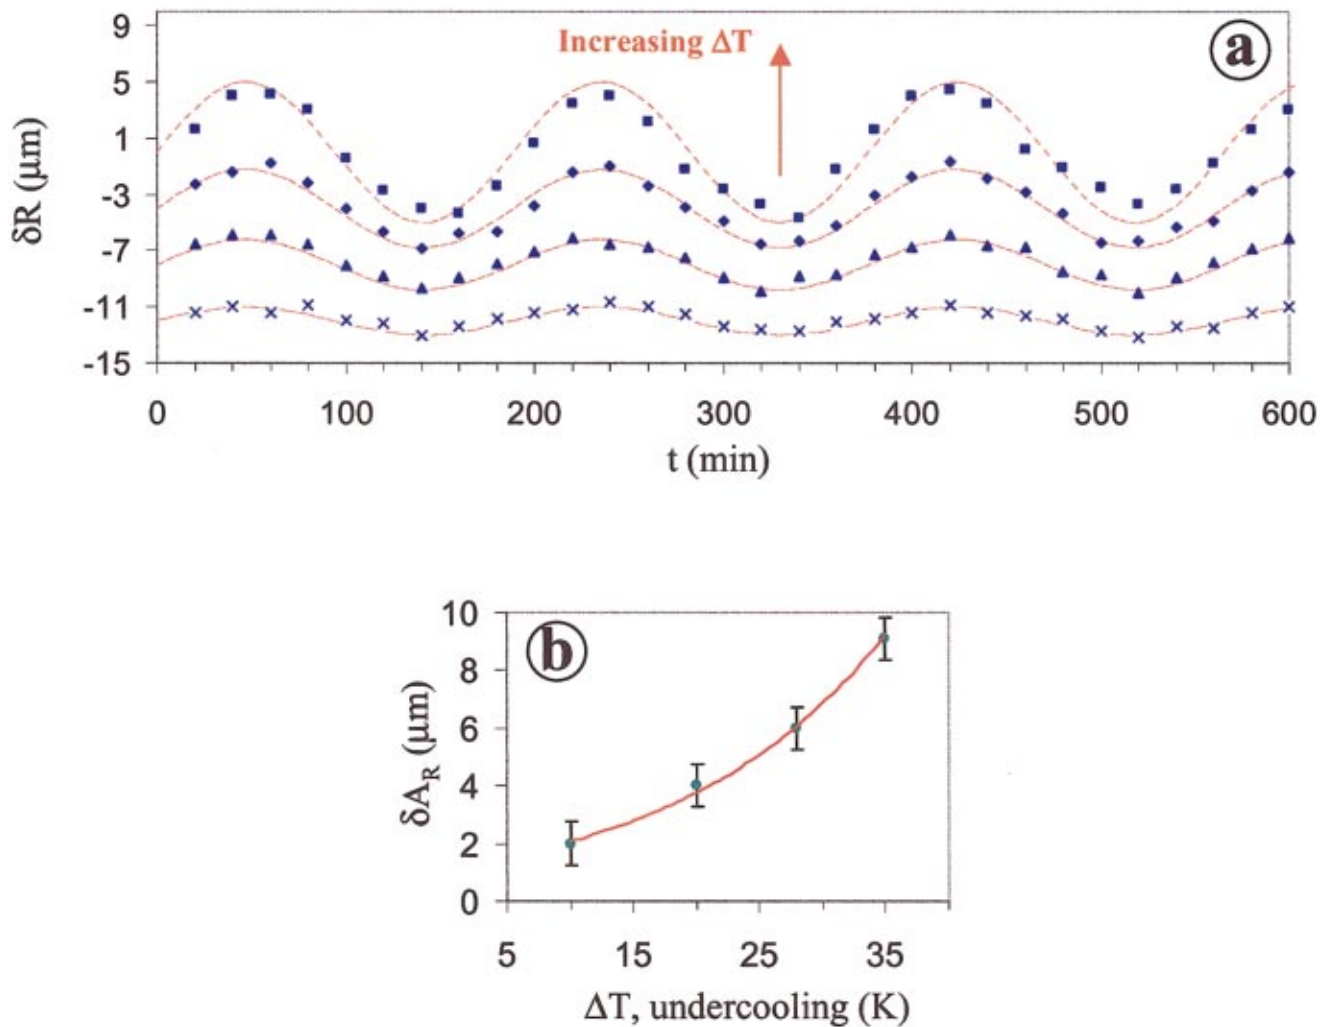 9
Increasing ΔT
a
5
1
-3
-7
-11
-15
δR (μm)
0 100 200 300 400 500 600
t (min)
10
b
8
6
4
2
0
δA_R (μm)
5 15 25 35
ΔT, undercooling (K)